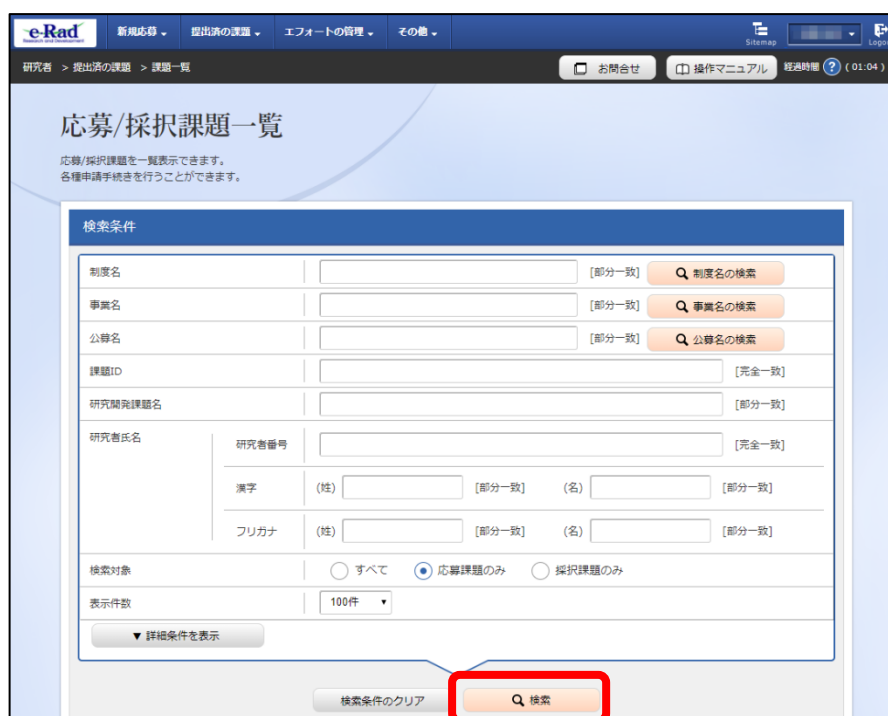 e-Rad 新規応募 提出済の課題 エフォートの管理 その他 Sitemap
Research and Development
研究者 > 提出済の課題 > 課題一覧 お問合せ 操作マニュアル 経過時間 ? ( 01:04 )
応募/採択課題一覧
応募/採択課題を一覧表示できます。
各種申請手続きを行うことができます。
検索条件
制度名 [部分一致] 制度名の検索
事業名 [部分一致] 事業名の検索
公募名 [部分一致] 公募名の検索
課題ID [完全一致]
研究開発課題名 [部分一致]
研究者氏名 研究者番号 [完全一致]
漢字 (姓) [部分一致] (名) [部分一致]
フリガナ (姓) [部分一致] (名) [部分一致]
検索対象 すべて 応募課題のみ 採択課題のみ
表示件数 100件
▼ 詳細条件を表示
検索条件のクリア 検索